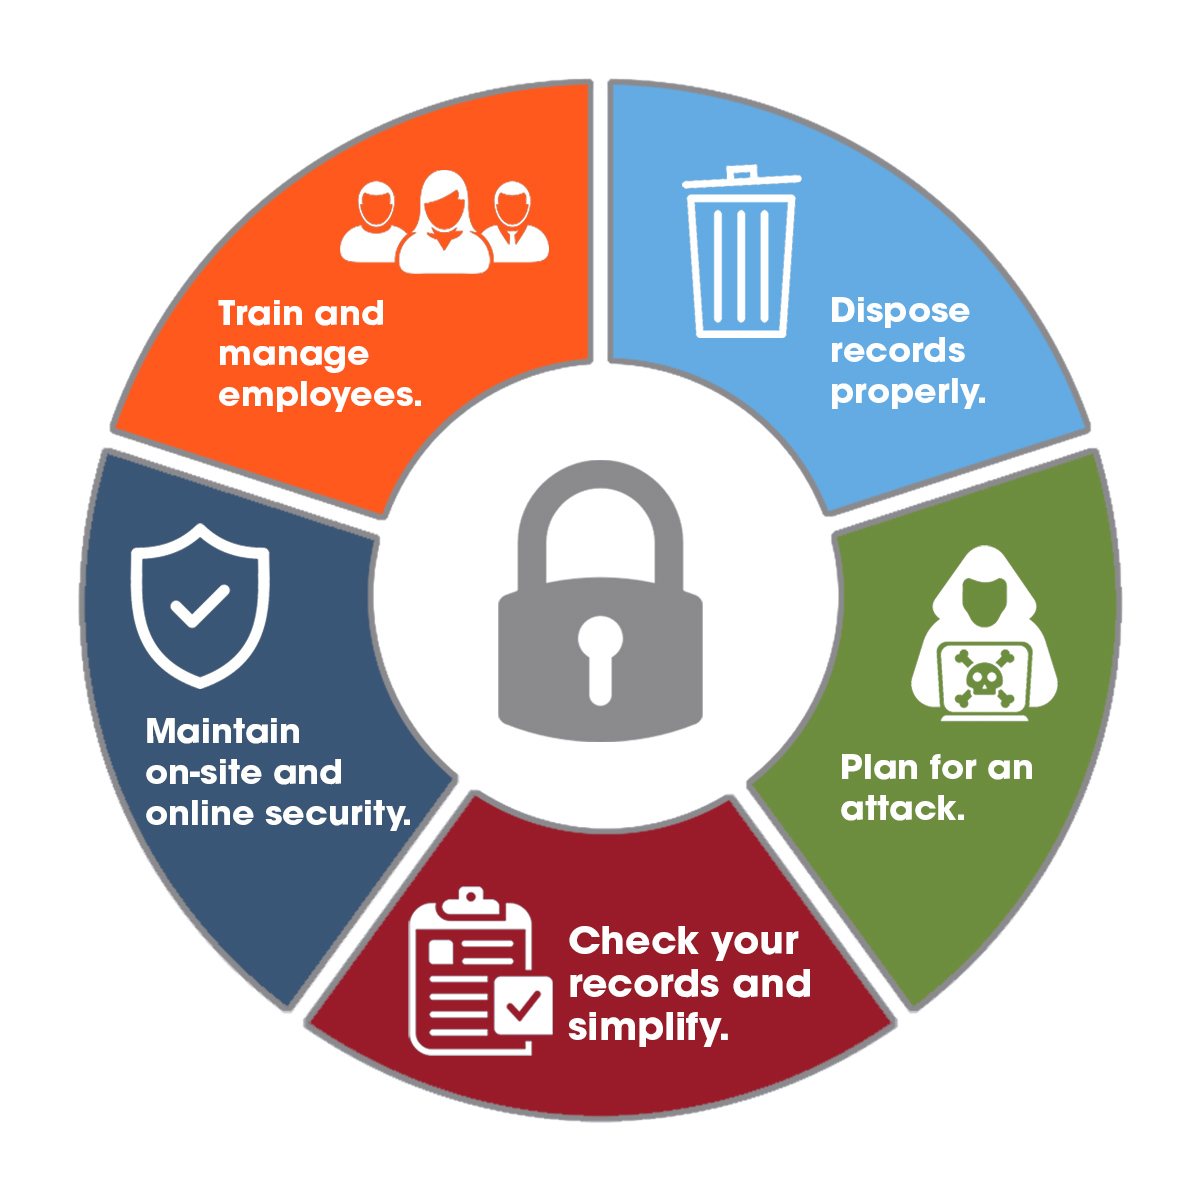 Train and
manage
employees.
Dispose
records
properly.
Maintain
on-site and
online security.
Plan for an
attack.
Check your
records and
simplify.